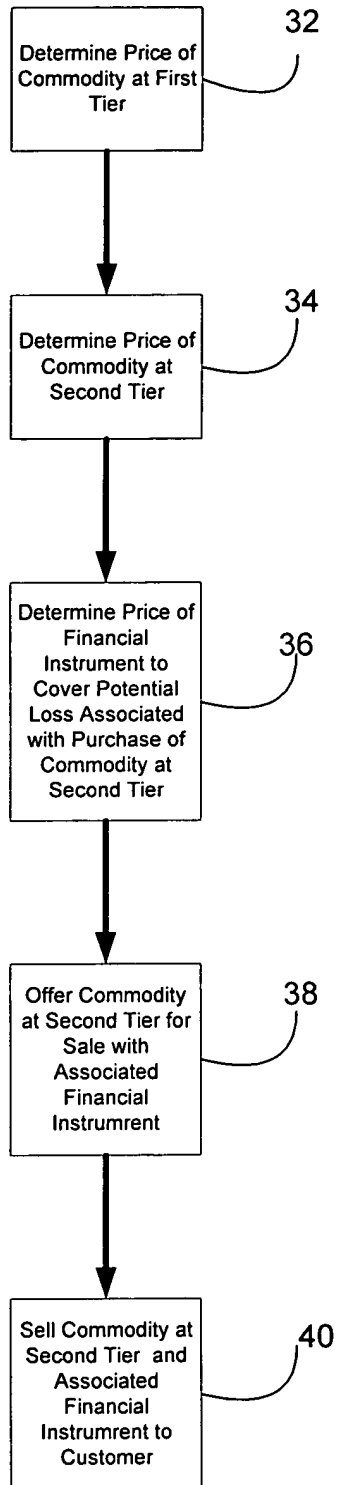 32
Determine Price of
Commodity at First
Tier
34
Determine Price of
Commodity at
Second Tier
Determine Price of
Financial
Instrument to
Cover Potential
Loss Associated
with Purchase of
Commodity at
Second Tier
36
Offer Commodity
at Second Tier for
Sale with
Associated
Financial
Instrumrent
38
Sell Commodity at
Second Tier and
Associated
Financial
Instrumrent to
Customer
40